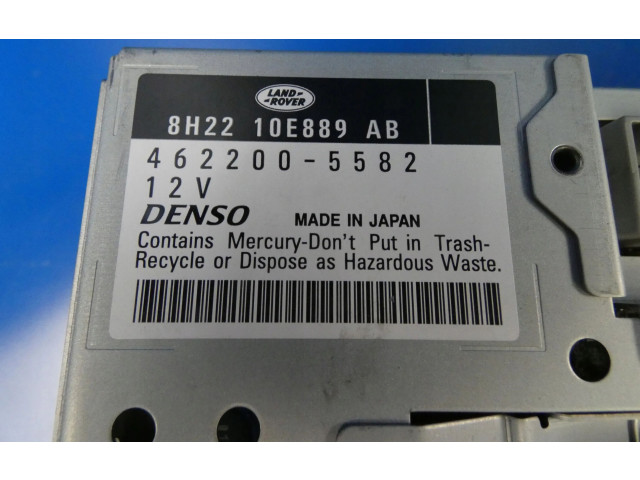 LAND-
ROVER
8H22 10E889 AB
462200-5582
12V
DENSO MADE IN JAPAN
Contains Mercury-Don't Put in Trash-
Recycle or Dispose as Hazardous Waste.